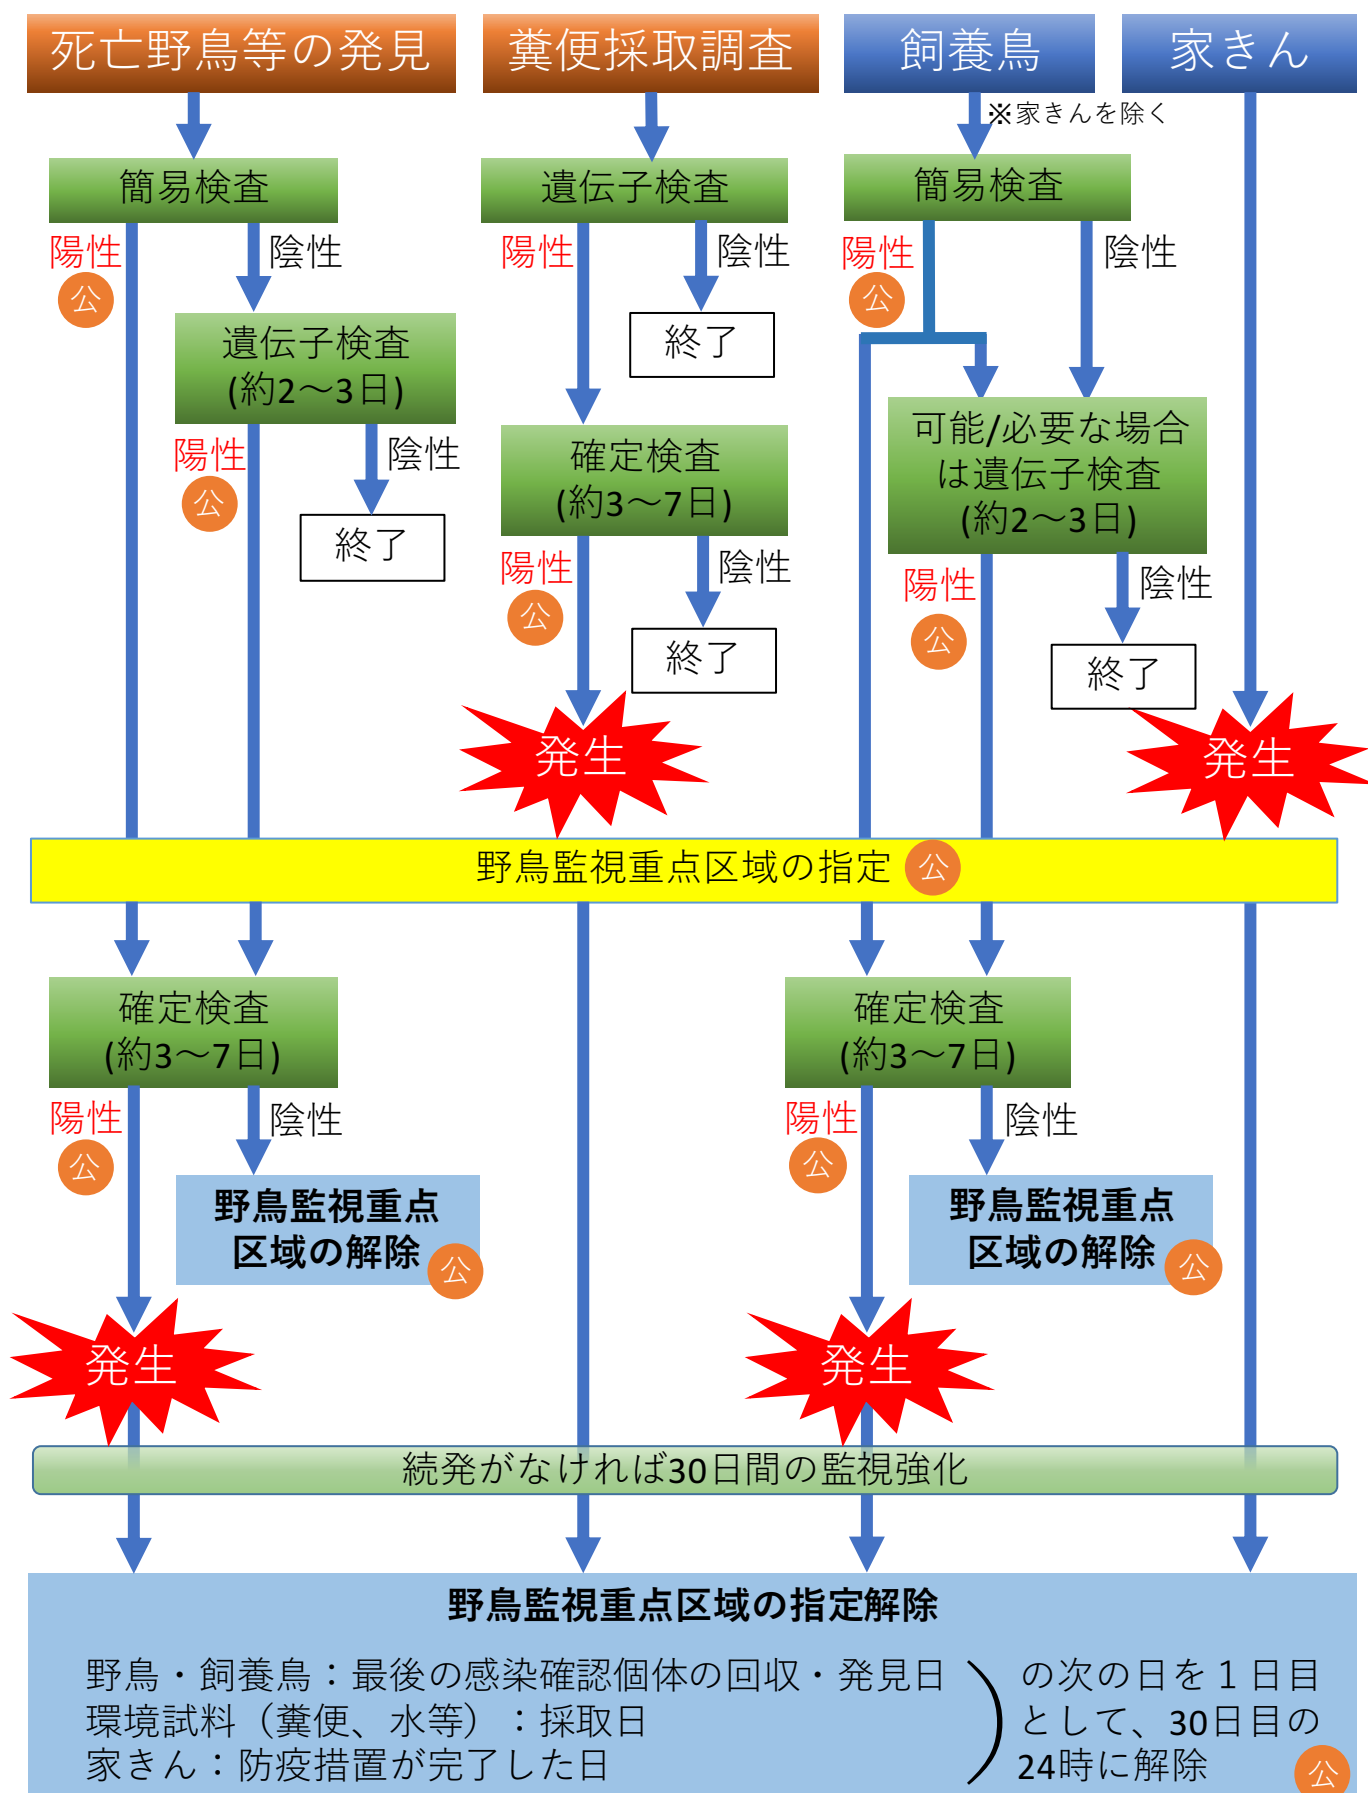 死亡野鳥等の発見
糞便採取調査
飼養鳥
家きん
※家きんを除く
簡易検査
遺伝子検査
簡易検査
陽性
公
陰性
陽性
陰性
陽性
公
陰性
終了
遺伝子検査
(約2～3日)
陽性
公
陰性
終了
確定検査
(約3～7日)
陽性
公
陰性
終了
可能/必要な場合
は遺伝子検査
(約2～3日)
陽性
公
陰性
終了
発生
発生
野鳥監視重点区域の指定
公
確定検査
(約3～7日)
確定検査
(約3～7日)
陽性
公
陰性
陽性
公
陰性
野鳥監視重点
区域の解除
公
野鳥監視重点
区域の解除
公
発生
発生
続発がなければ30日間の監視強化
野鳥監視重点区域の指定解除
野鳥・飼養鳥：最後の感染確認個体の回収・発見日
環境試料（糞便、水等）：採取日
家きん：防疫措置が完了した日
の次の日を１日目
として、30日目の
24時に解除
公